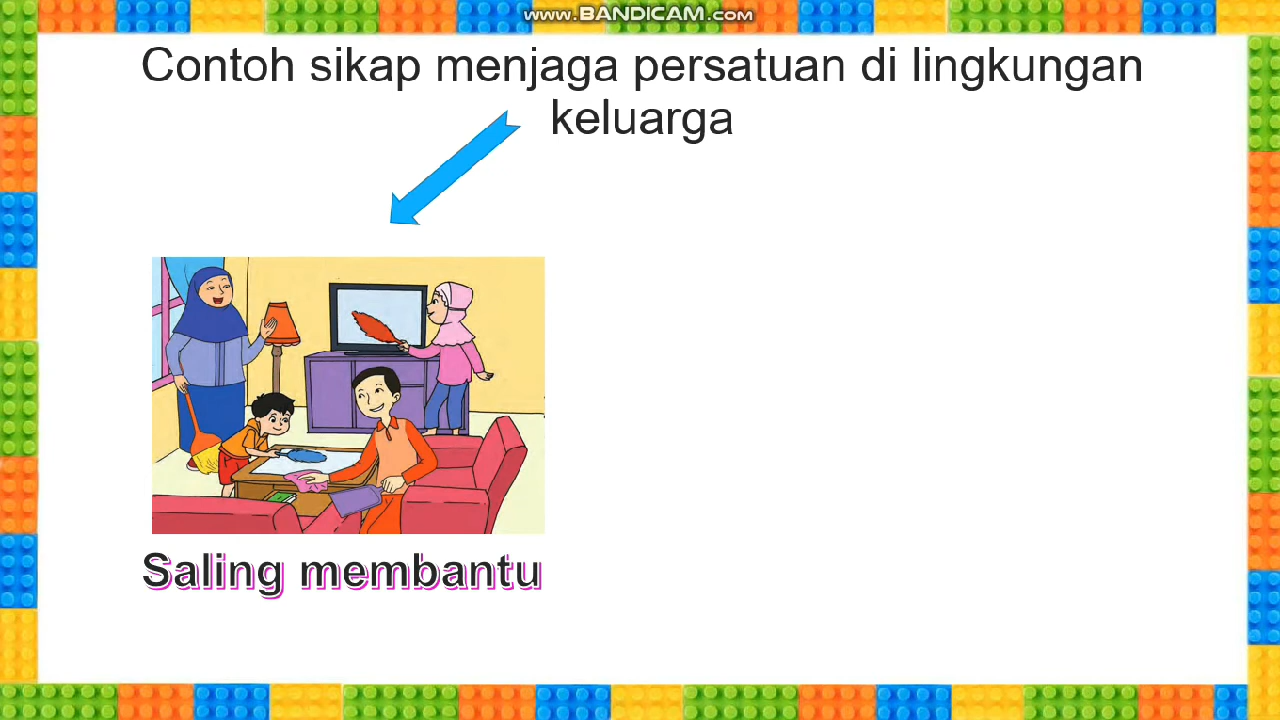 www.BANDICAM.com
Contoh sikap menjaga persatuan di lingkungan
keluarga
Saling membantu